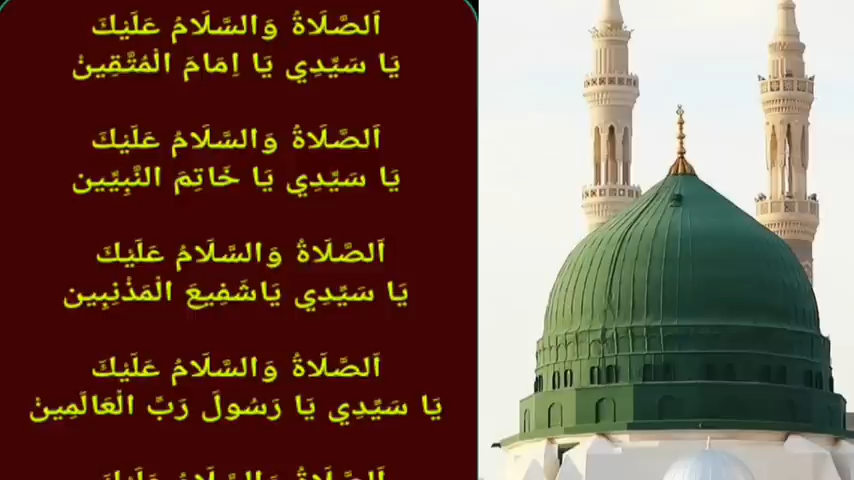 اَلصَّلَاةُ وَالسَّلَامُ عَلَيْكَ
يَا سَيِّدِي يَا اِمَامَ الْمُتَّقِينْ
اَلصَّلَاةُ وَالسَّلَامُ عَلَيْكَ
يَا سَيِّدِي يَا خَاتِمَ النَّبِيِّين
اَلصَّلَاةُ وَالسَّلَامُ عَلَيْكَ
يَا سَيِّدِي يَاشَفِيعَ الْمَذْنِبِين
اَلصَّلَاةُ وَالسَّلَامُ عَلَيْكَ
يَا سَيِّدِي يَا رَسُولَ رَبِّ الْعَالَمِينْ